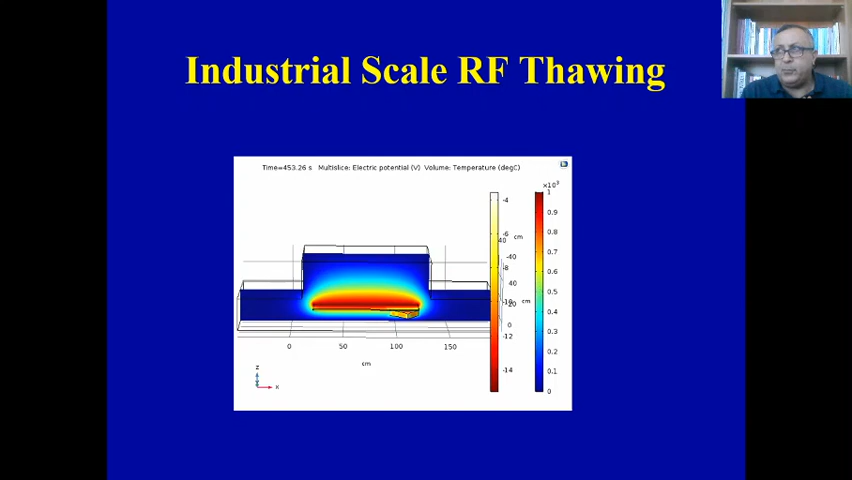 Industrial Scale RF Thawing
Time=453.26 s Multislice: Electric potential (V) Volume: Temperature (degC)
×10³
-4 1
0.9
-6 0.8
40 cm
-8 -40 0.7
40 0.6
-10 -20 cm 0.5
0 0.4
-12 0.3
0.2
-14 0.1
0
0 50 100 150
cm
z
x